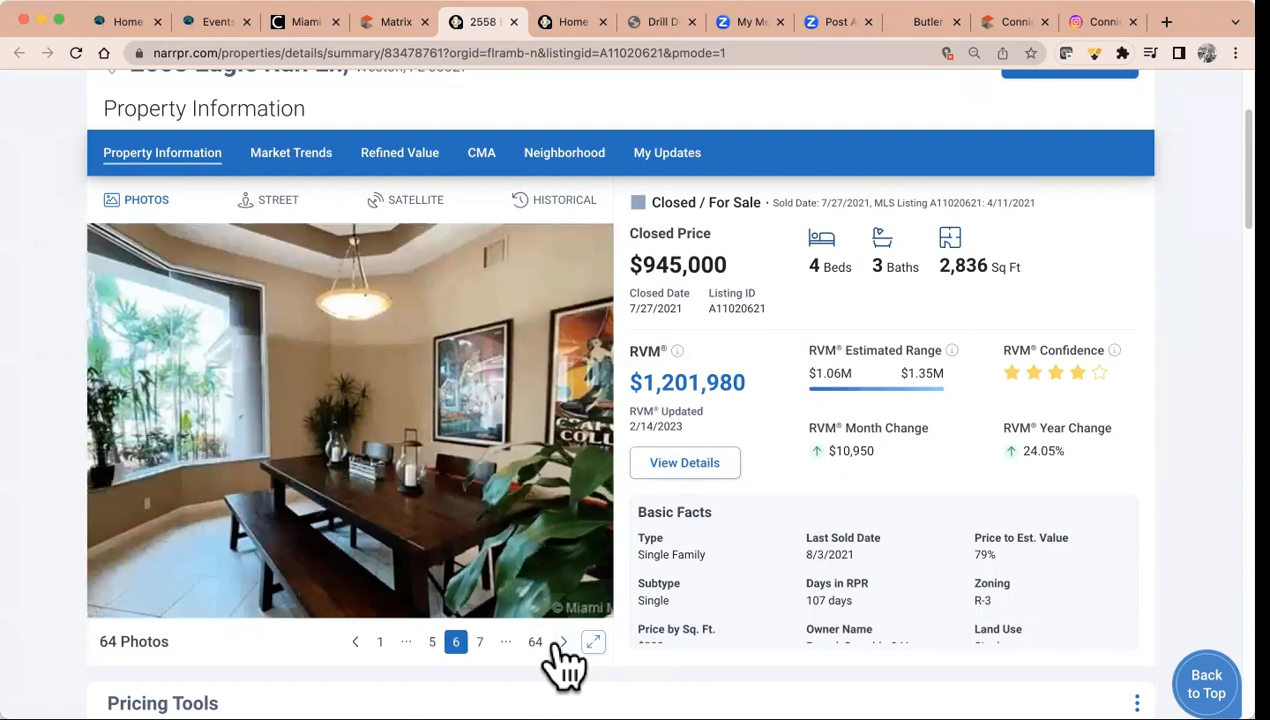 Home
Events
Miami
Matrix
2558
Home
Drill D
My M
Post A
Butler
Conni
Conni
narrpr.com/properties/details/summary/83478761?orgid=flramb-n&listingid=A11020621&pmode=1
Property Information
Property Information Market Trends Refined Value CMA Neighborhood My Updates
PHOTOS STREET SATELLITE HISTORICAL
© Miami M
64 Photos
1 ... 5 6 7 ... 64
Closed / For Sale • Sold Date: 7/27/2021, MLS Listing A11020621: 4/11/2021
Closed Price
$945,000
4 Beds 3 Baths 2,836 Sq Ft
Closed Date Listing ID
7/27/2021 A11020621
RVM® RVM® Estimated Range RVM® Confidence
$1.06M $1.35M
$1,201,980
RVM® Updated
2/14/2023
RVM® Month Change RVM® Year Change
$10,950 24.05%
View Details
Basic Facts
Type Last Sold Date Price to Est. Value
Single Family 8/3/2021 79%
Subtype Days in RPR Zoning
Single 107 days R-3
Price by Sq. Ft. Owner Name Land Use
Pricing Tools
Back
to Top